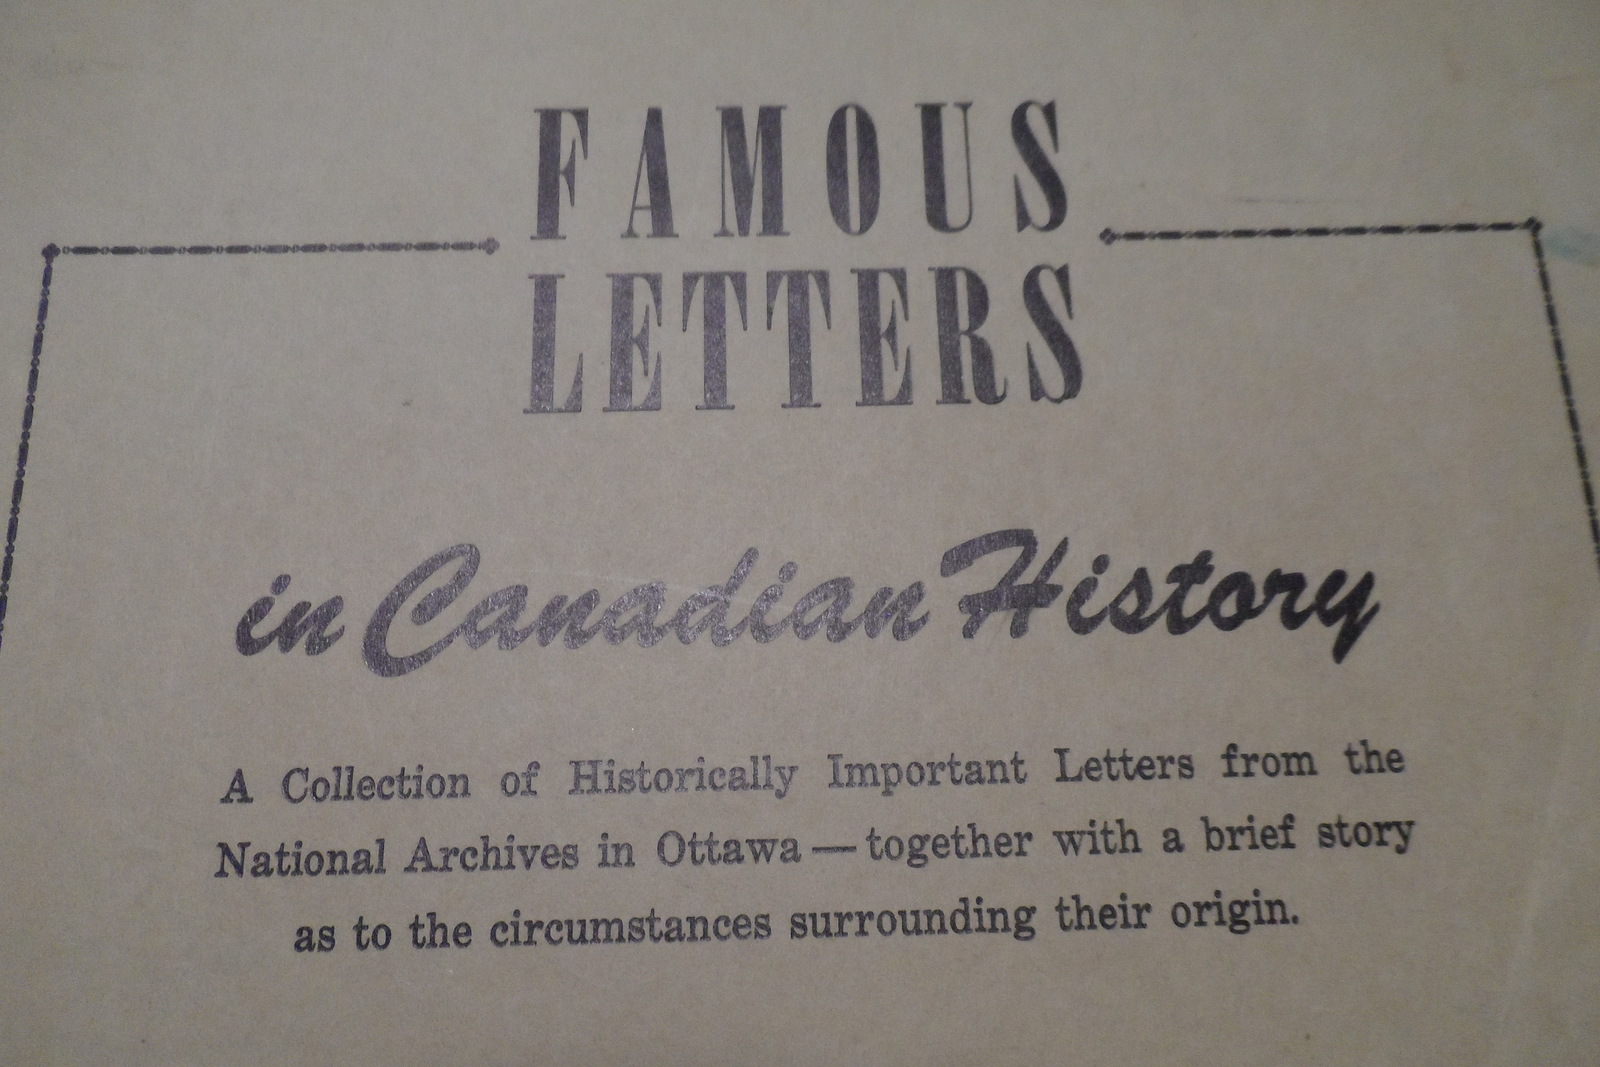 FAMOUS
LETTERS
in Canadian History
A Collection of Historically Important Letters from the
National Archives in Ottawa — together with a brief story
as to the circumstances surrounding their origin.